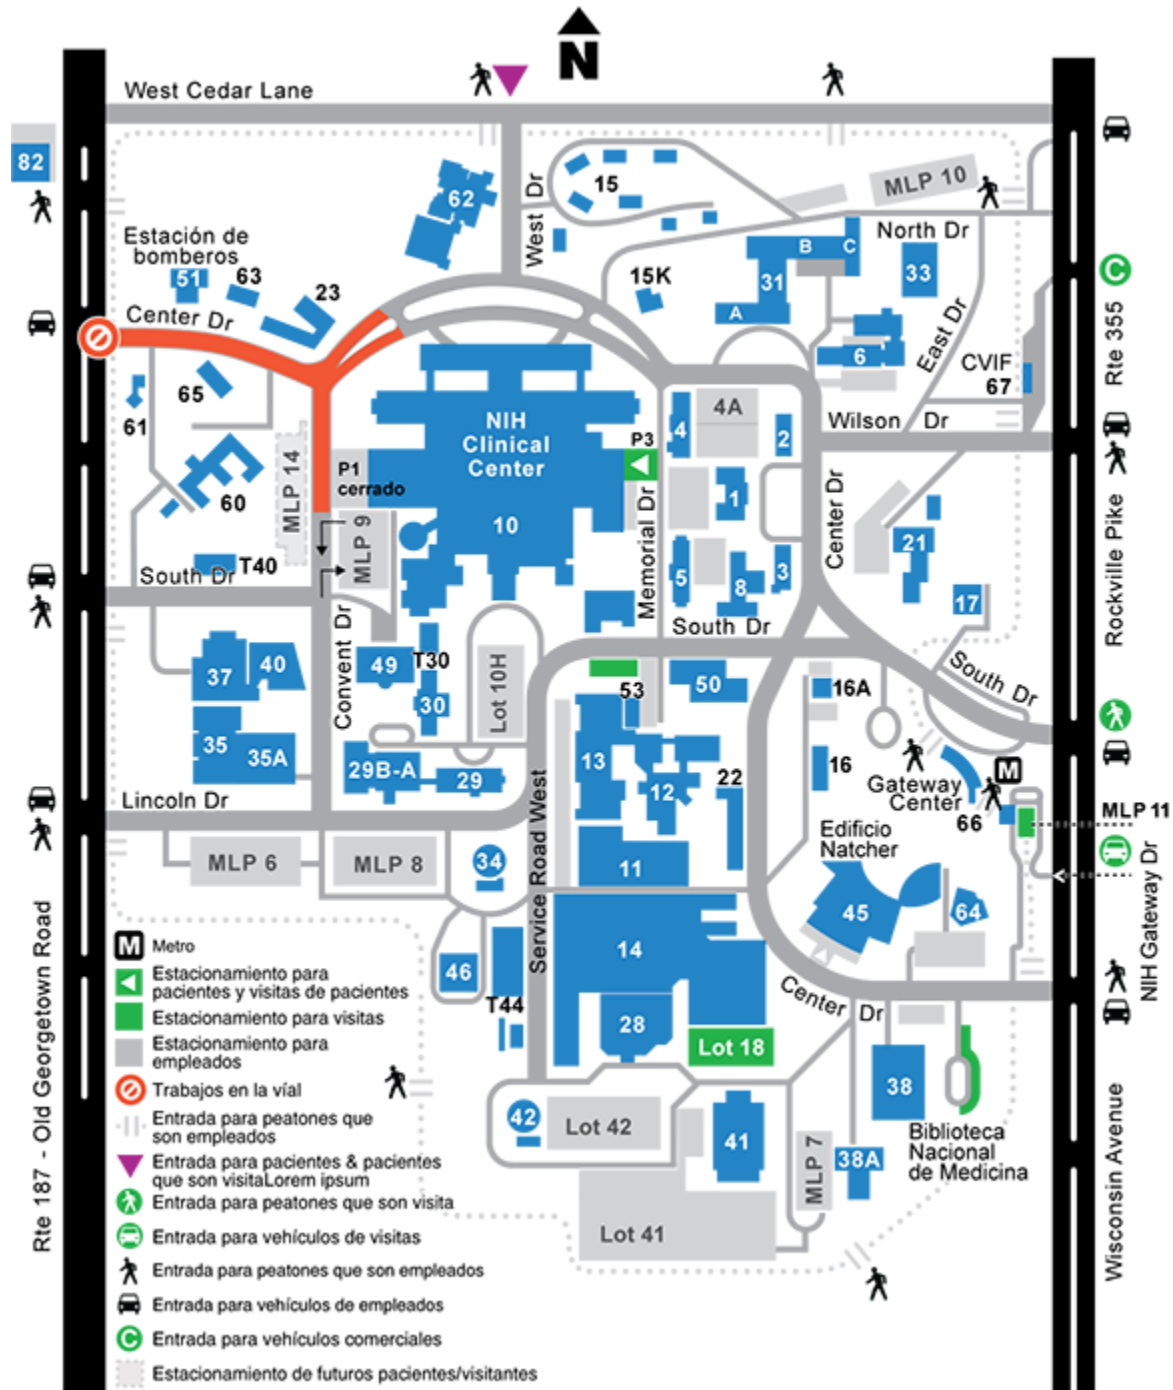 N
West Cedar Lane
82
62
West Dr
15
MLP 10
North Dr
B
C
31
A
33
15K
Estación de
bomberos
51
63
23
Center Dr
6
East Dr
CVIF
67
Rte 355
C
65
61
60
MLP 14
P1
cerrado
NIH
Clinical
Center
10
P3
4
4A
2
Wilson Dr
1
Memorial Dr
Center Dr
MLP 9
21
Rockville Pike
T40
South Dr
5
8
3
17
South Dr
South Dr
37
40
Convent Dr
49
T30
30
Lot 10H
53
50
16A
35
35A
29B-A
29
13
12
22
16
Gateway
Center
M
66
MLP 11
Lincoln Dr
MLP 6
MLP 8
34
Service Road West
11
Edificio
Natcher
45
64
NIH Gateway Dr
14
46
T44
28
Lot 18
Center Dr
38
Biblioteca
Nacional
de Medicina
42
Lot 42
41
MLP 7
38A
Lot 41
Rte 187 - Old Georgetown Road
Wisconsin Avenue
M Metro
Estacionamiento para
pacientes y visitas de pacientes
Estacionamiento para visitas
Estacionamiento para
empleados
Trabajos en la víal
Entrada para peatones que
son empleados
Entrada para pacientes & pacientes
que son visitaLorem ipsum
Entrada para peatones que son visita
Entrada para vehículos de visitas
Entrada para peatones que son empleados
Entrada para vehículos de empleados
C Entrada para vehículos comerciales
Estacionamiento de futuros pacientes/visitantes